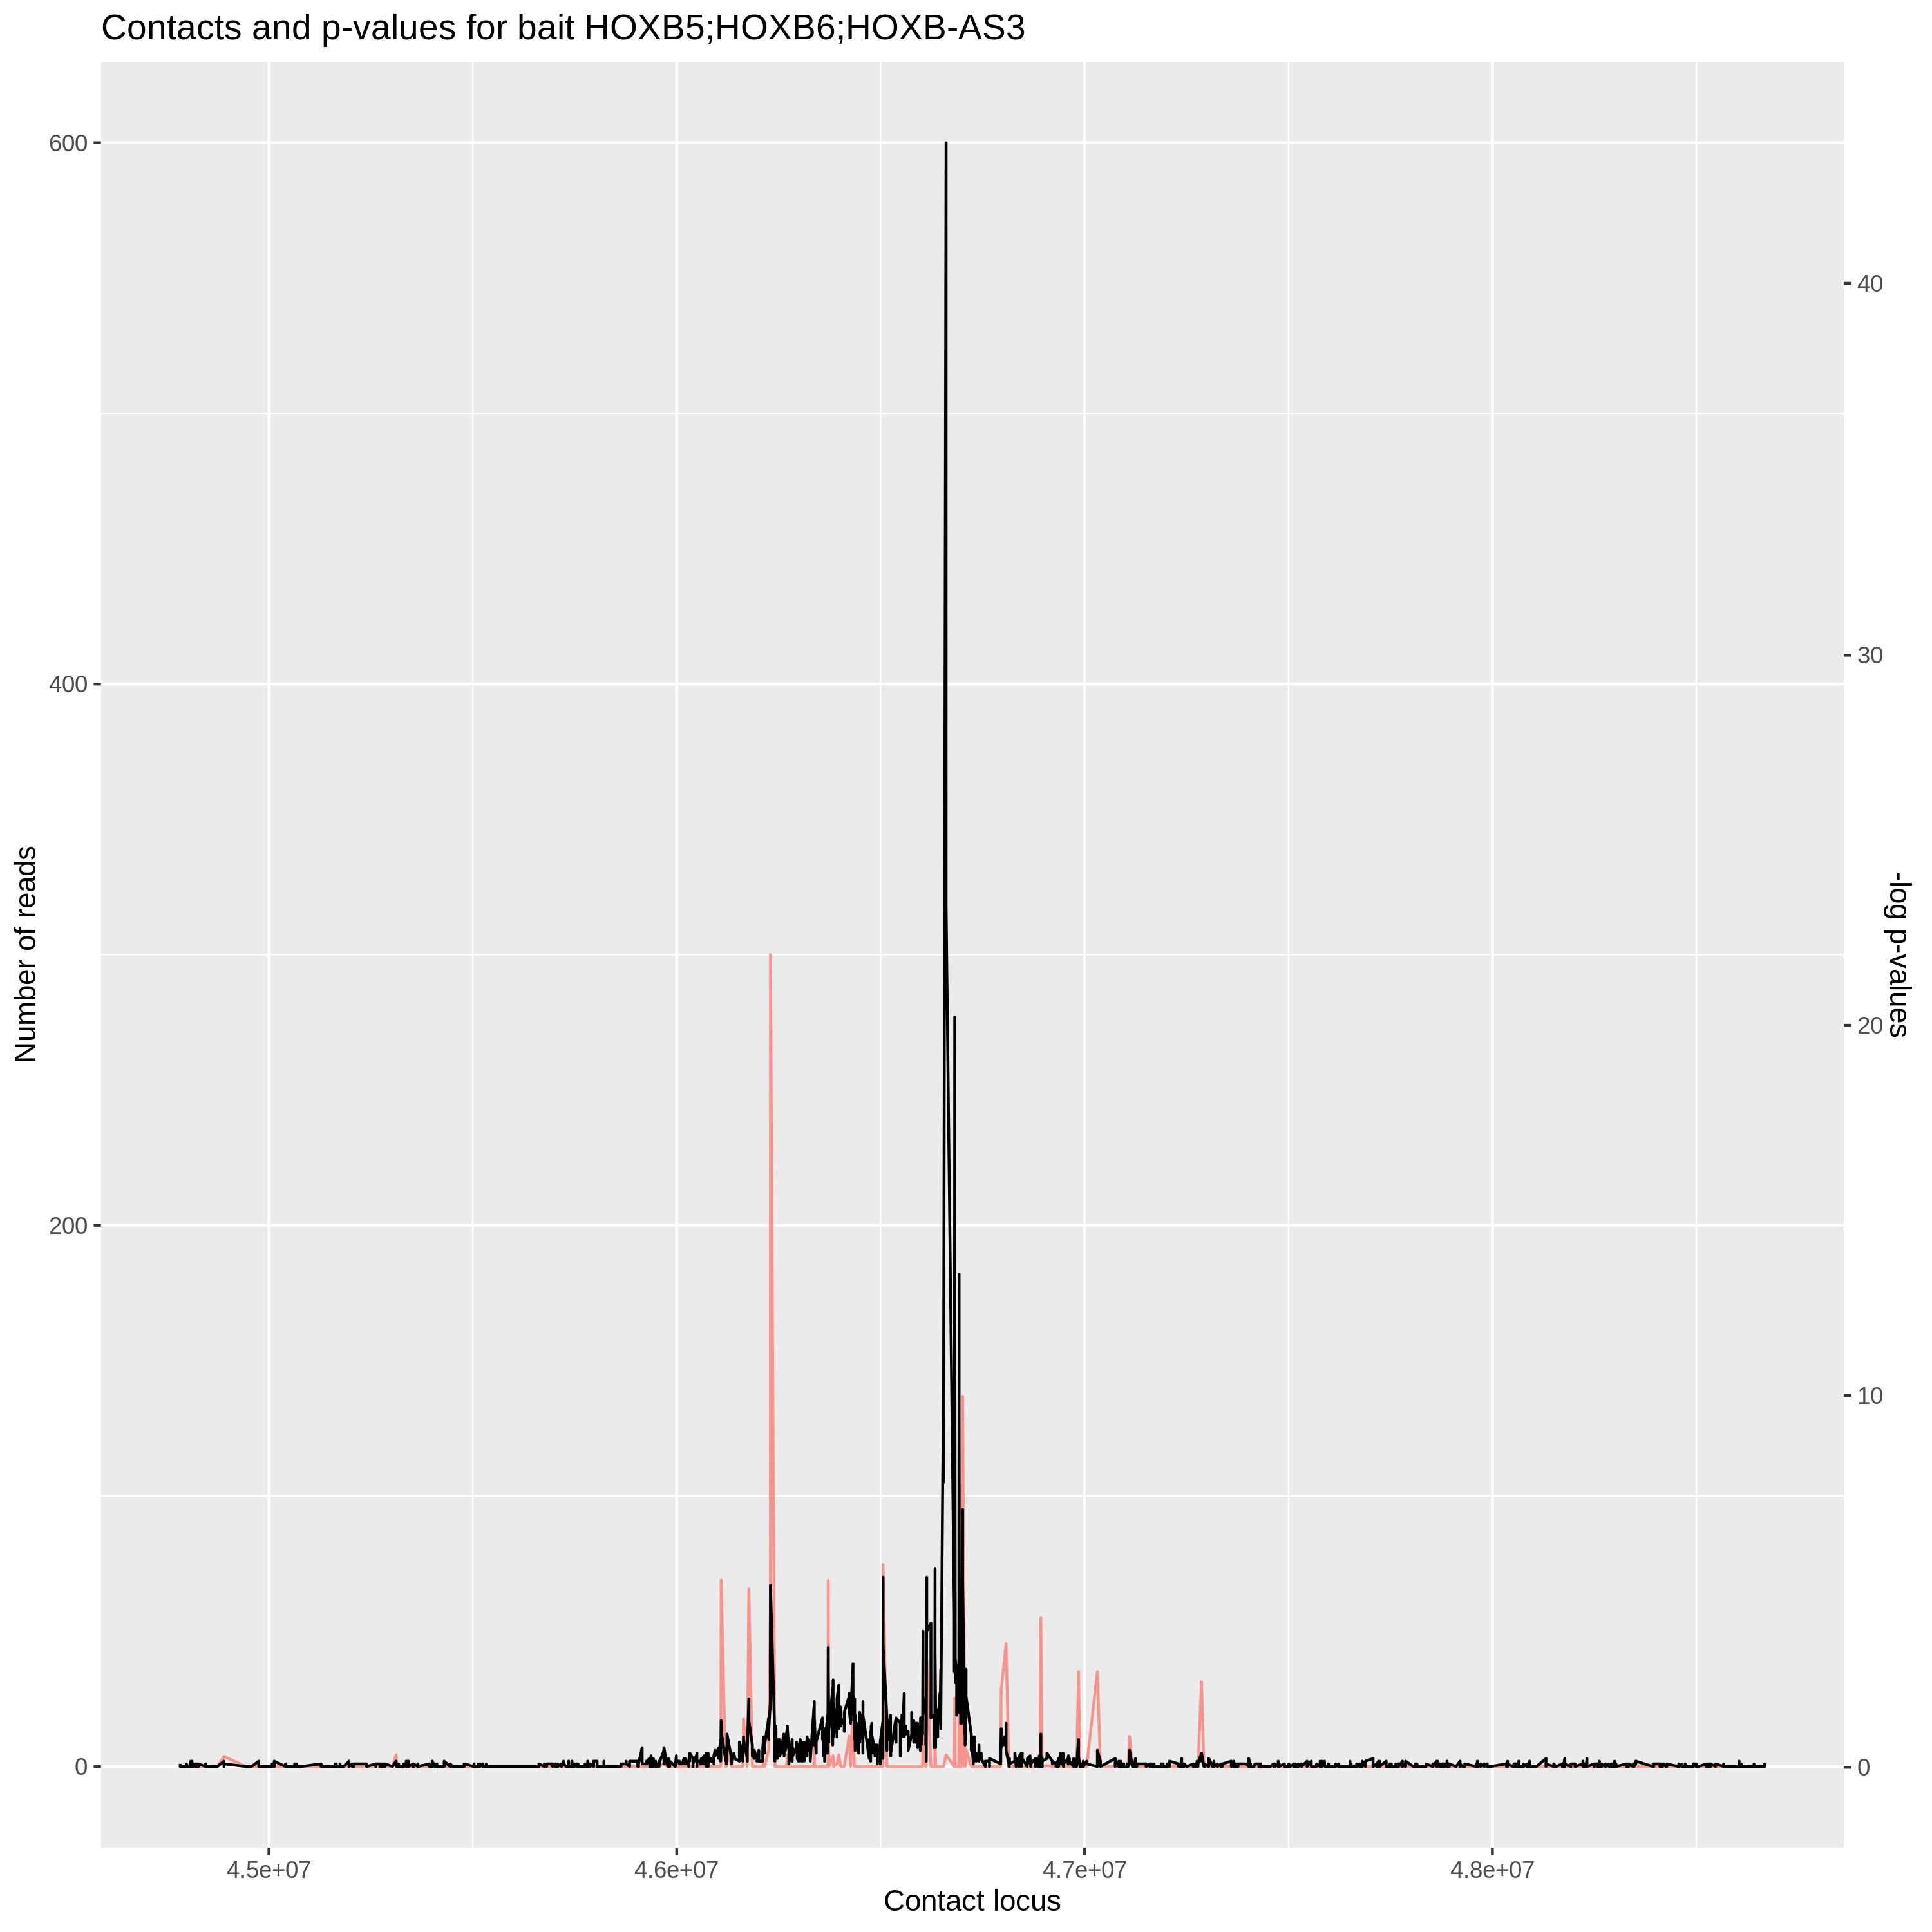 Contacts and p-values for bait HOXB5;HOXB6;HOXB-AS3
600
400
200
0
Number of reads
40
30
20
10
0
-log p-values
4.5e+07
4.6e+07
4.7e+07
4.8e+07
Contact locus